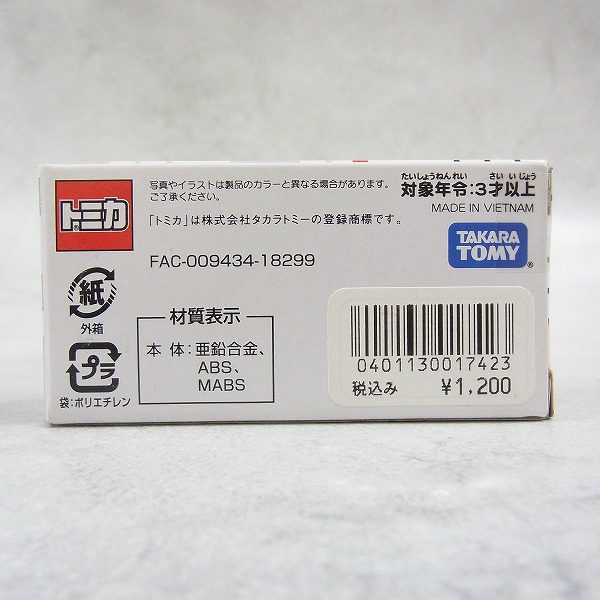 写真やイラストは製品のカラーと異なる場合があります。
ご了承ください。
「トミカ」は株式会社タカラトミーの登録商標です。
たいしょうねんれい さいいじょう
対象年令:3才以上
MADE IN VIETNAM
トミカ
®
TAKARA
TOMY
®
FAC-009434-18299
紙
外箱
プラ
袋:ポリエチレン
材質表示
本体:亜鉛合金、
ABS、
MABS
0401130017423
税込み ¥1,200